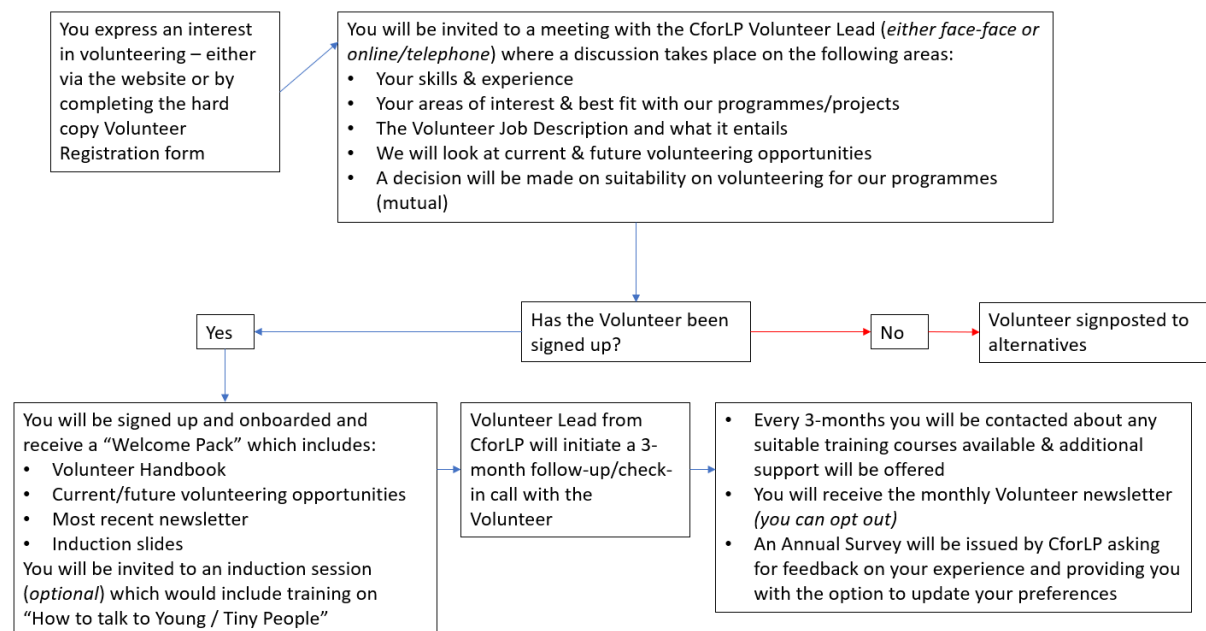 You express an interest
in volunteering – either
via the website or by
completing the hard
copy Volunteer
Registration form
You will be invited to a meeting with the CforLP Volunteer Lead (either face-face or
online/telephone) where a discussion takes place on the following areas:
• Your skills & experience
• Your areas of interest & best fit with our programmes/projects
• The Volunteer Job Description and what it entails
• We will look at current & future volunteering opportunities
• A decision will be made on suitability on volunteering for our programmes
(mutual)
Has the Volunteer been
signed up?
Yes
No
Volunteer signposted to
alternatives
You will be signed up and onboarded and
receive a “Welcome Pack” which includes:
• Volunteer Handbook
• Current/future volunteering opportunities
• Most recent newsletter
• Induction slides
You will be invited to an induction session
(optional) which would include training on
“How to talk to Young / Tiny People”
Volunteer Lead from
CforLP will initiate a 3-
month follow-up/check-
in call with the
Volunteer
• Every 3-months you will be contacted about any
suitable training courses available & additional
support will be offered
• You will receive the monthly Volunteer newsletter
(you can opt out)
• An Annual Survey will be issued by CforLP asking
for feedback on your experience and providing you
with the option to update your preferences